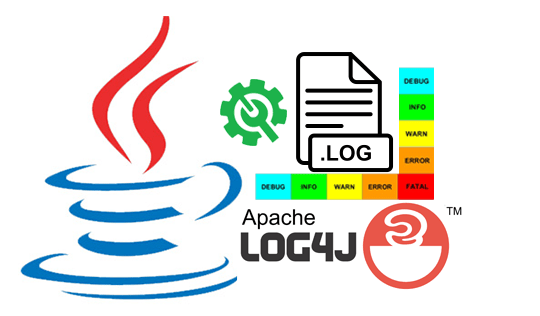 DEBUG
INFO
WARN
.LOG
ERROR
DEBUG INFO WARN ERROR FATAL
Apache
TM
LOG4J